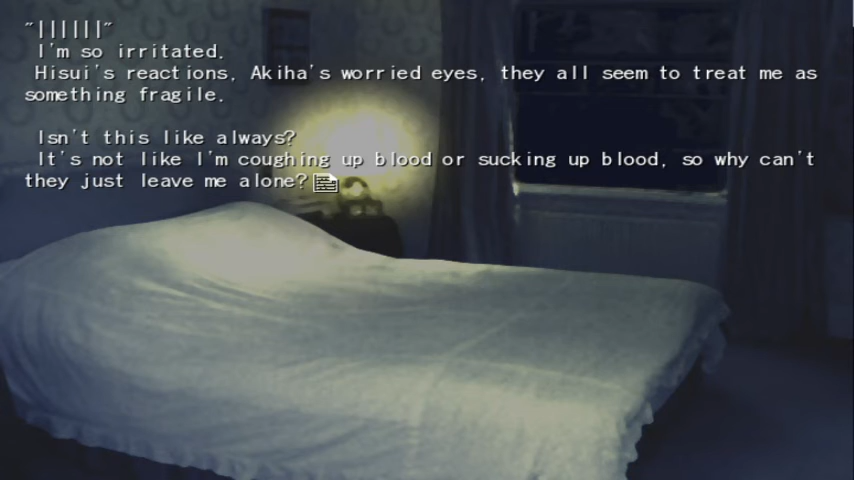 "||||||"
I'm so irritated.
Hisui's reactions, Akiha's worried eyes, they all seem to treat me as
something fragile.
Isn't this like always?
It's not like I'm coughing up blood or sucking up blood, so why can't
they just leave me alone?